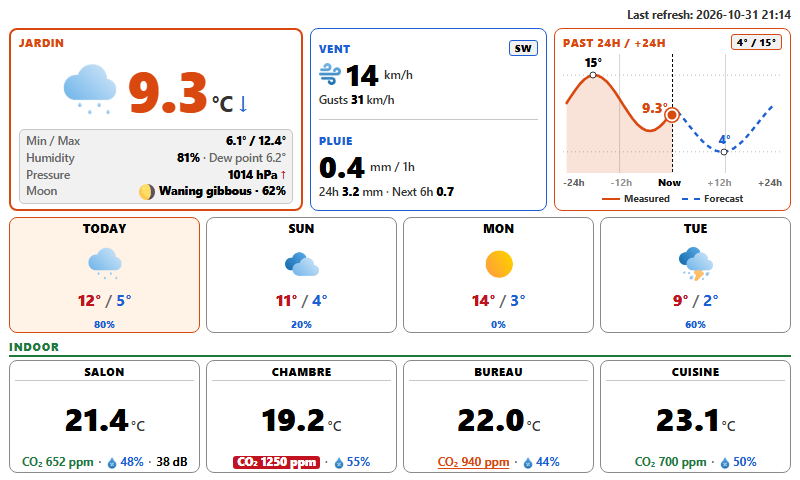 Last refresh: 2026-10-31 21:14
JARDIN
9.3 °C ↓
Min / Max 6.1° / 12.4°
Humidity 81% · Dew point 6.2°
Pressure 1014 hPa ↑
Moon Waning gibbous · 62%
VENT SW
14 km/h
Gusts 31 km/h
PLUIE
0.4 mm / 1h
24h 3.2 mm · Next 6h 0.7
PAST 24H / +24H 4° / 15°
15°
9.3°
4°
-24h -12h Now +12h +24h
Measured Forecast
TODAY
12° / 5°
80%
SUN
11° / 4°
20%
MON
14° / 3°
0%
TUE
9° / 2°
60%
INDOOR
SALON
21.4 °C
CO₂ 652 ppm · 48% · 38 dB
CHAMBRE
19.2 °C
CO₂ 1250 ppm · 55%
BUREAU
22.0 °C
CO₂ 940 ppm · 44%
CUISINE
23.1 °C
CO₂ 700 ppm · 50%